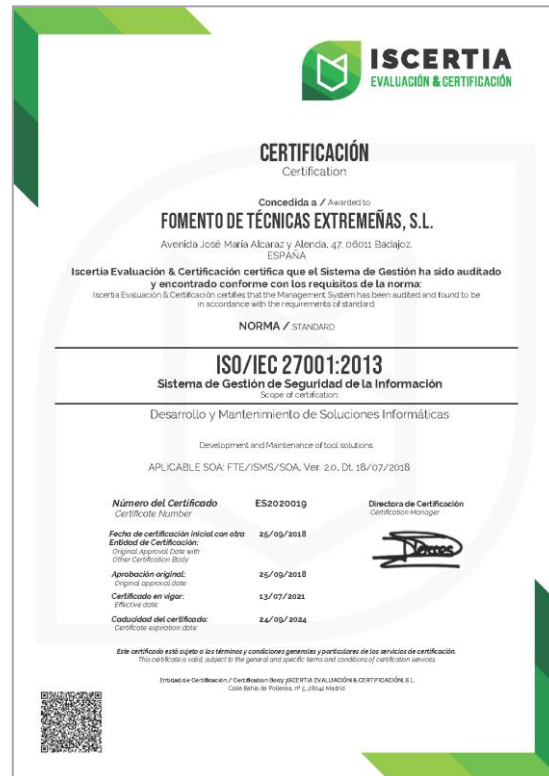 ISCERTIA
EVALUACIÓN & CERTIFICACIÓN
CERTIFICACIÓN
Certification
Concedida a / Awarded to
FOMENTO DE TÉCNICAS EXTREMEÑAS, S.L.
Avenida José María Alcaraz y Alenda, 47. 06011 Badajoz.
ESPAÑA
Iscertia Evaluación & Certificación certifica que el Sistema de Gestión ha sido auditado
y encontrado conforme con los requisitos de la norma:
Iscertia Evaluación & Certificación certifies that the Management System has been audited and found to be
in accordance with the requirements of standard:
NORMA / STANDARD
ISO/IEC 27001:2013
Sistema de Gestión de Seguridad de la Información
Scope of certification:
Desarrollo y Mantenimiento de Soluciones Informáticas
Development and Maintenance of tool solutions
APLICABLE SOA: FTE/ISMS/SOA, Ver. 2.0, Dt. 18/07/2018
Número del Certificado ES2020019 Directora de Certificación
Certificate Number Certification Manager
Fecha de certificación inicial con otra 25/09/2018
Entidad de Certificación:
Original Approval Date with
Other Certification Body
Aprobación original: 25/09/2018
Original approval date
Certificado en vigor: 13/07/2021
Effective date:
Caducidad del certificado: 24/09/2024
Certificate expiration date:
Este certificado está sujeto a los términos y condiciones generales y particulares de los servicios de certificación.
This certificate is valid, subject to the general and specific terms and conditions of certification services.
Entidad de Certificación / Certification Body: ISCERTIA EVALUACIÓN & CERTIFICACIÓN, S.L.
Calle Bahía de Pollensa, nº 5, 28042 Madrid